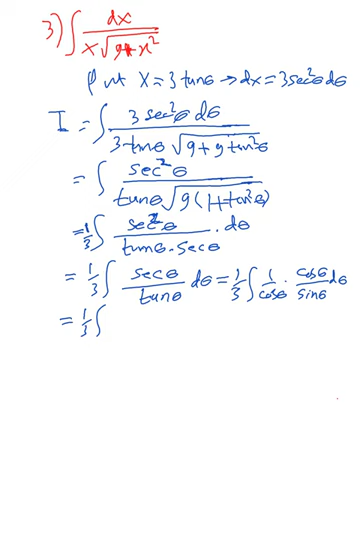 3) ∫ dx / x√(9+x²)
Put X = 3 tanθ → dx = 3 sec²θ dθ
I = ∫ 3 sec²θ dθ / 3 tanθ √(9 + 9 tan²θ)
= ∫ sec²θ / tanθ √(9(1+tan²θ))
= 1/3 ∫ sec²θ / tanθ · secθ . dθ
= 1/3 ∫ secθ / tanθ dθ = 1/3 ∫ 1/cosθ · cosθ/sinθ dθ
= 1/3 ∫